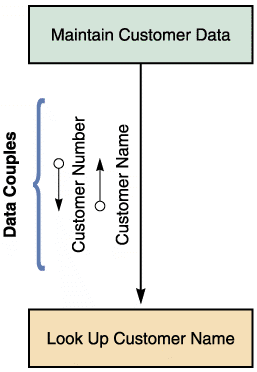 Maintain Customer Data
Data Couples
Customer Number
Customer Name
Look Up Customer Name